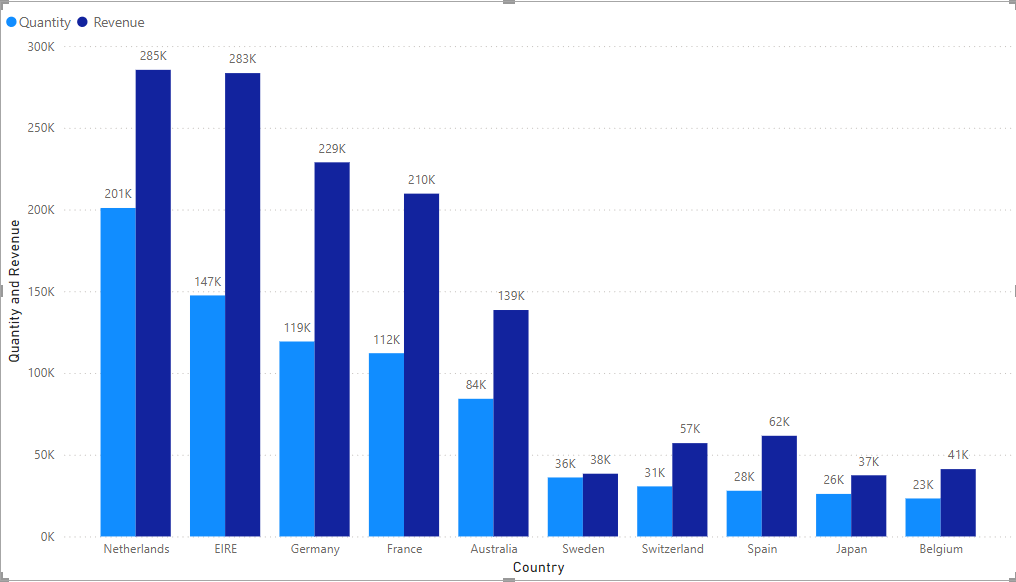 Quantity Revenue
300K
250K
200K
150K
100K
50K
0K
Quantity and Revenue
201K 285K
147K 283K
119K 229K
112K 210K
84K 139K
36K 38K
31K 57K
28K 62K
26K 37K
23K 41K
Netherlands EIRE Germany France Australia Sweden Switzerland Spain Japan Belgium
Country